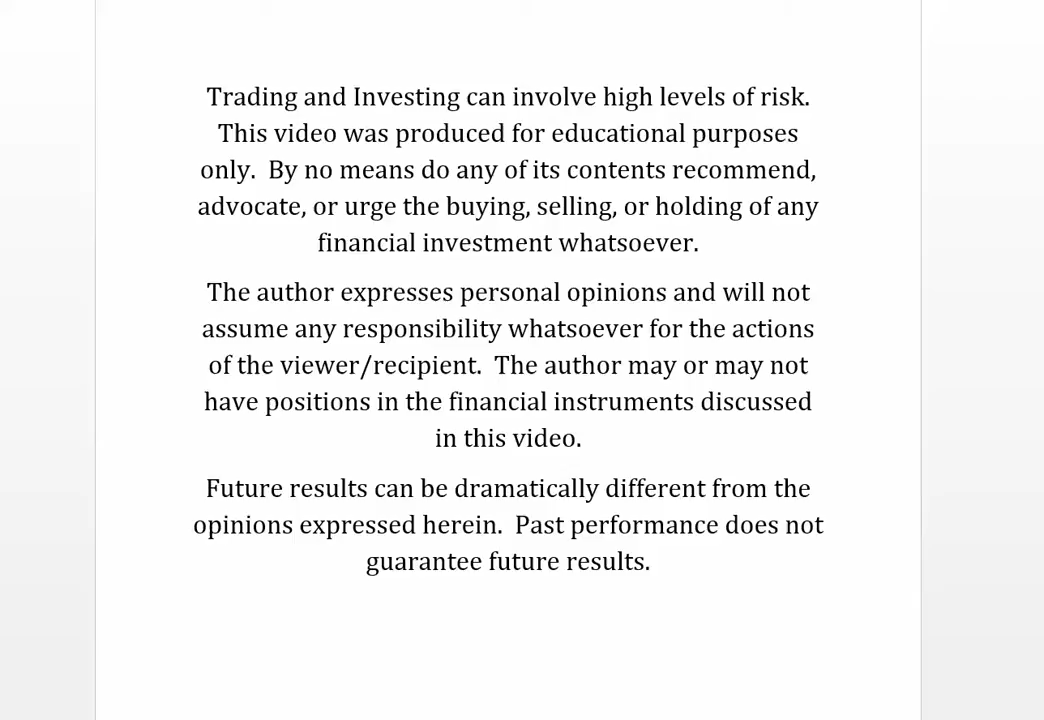 Trading and Investing can involve high levels of risk.
This video was produced for educational purposes
only.  By no means do any of its contents recommend,
advocate, or urge the buying, selling, or holding of any
financial investment whatsoever.
The author expresses personal opinions and will not
assume any responsibility whatsoever for the actions
of the viewer/recipient.  The author may or may not
have positions in the financial instruments discussed
in this video.
Future results can be dramatically different from the
opinions expressed herein.  Past performance does not
guarantee future results.